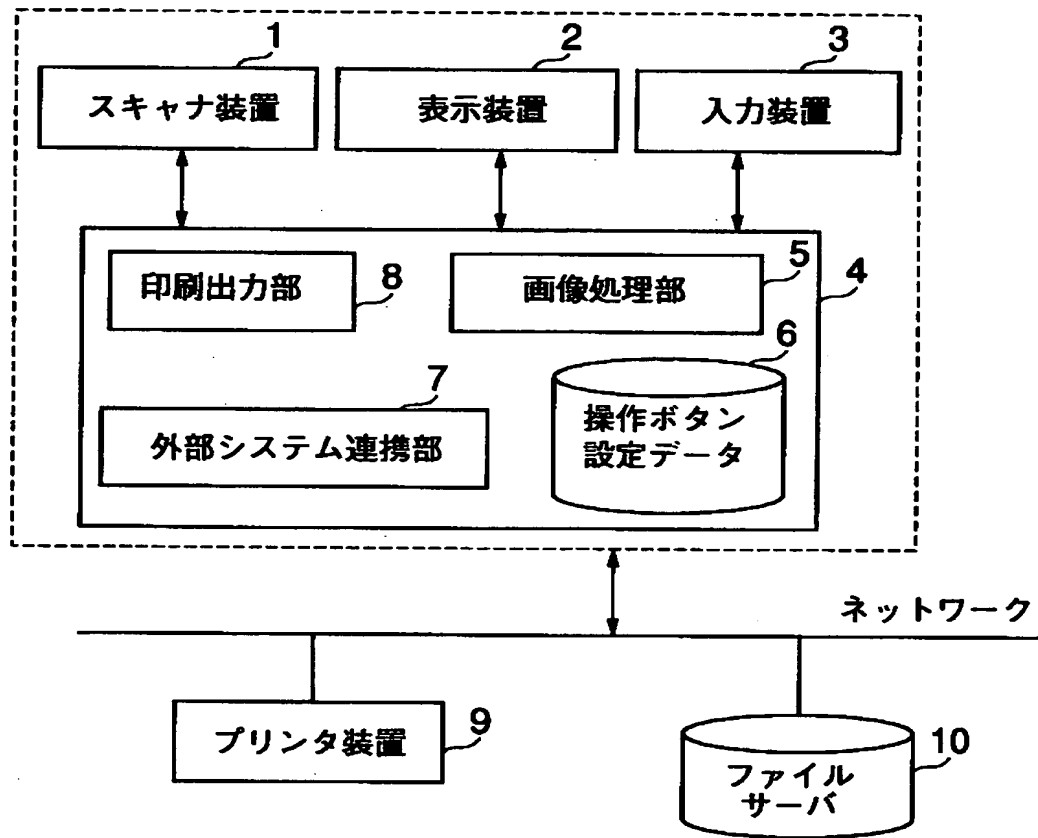 1
2
3
スキャナ装置
表示装置
入力装置
印刷出力部
8
画像処理部
5
4
6
操作ボタン
設定データ
7
外部システム連携部
ネットワーク
プリンタ装置
9
ファイル
サーバ
10